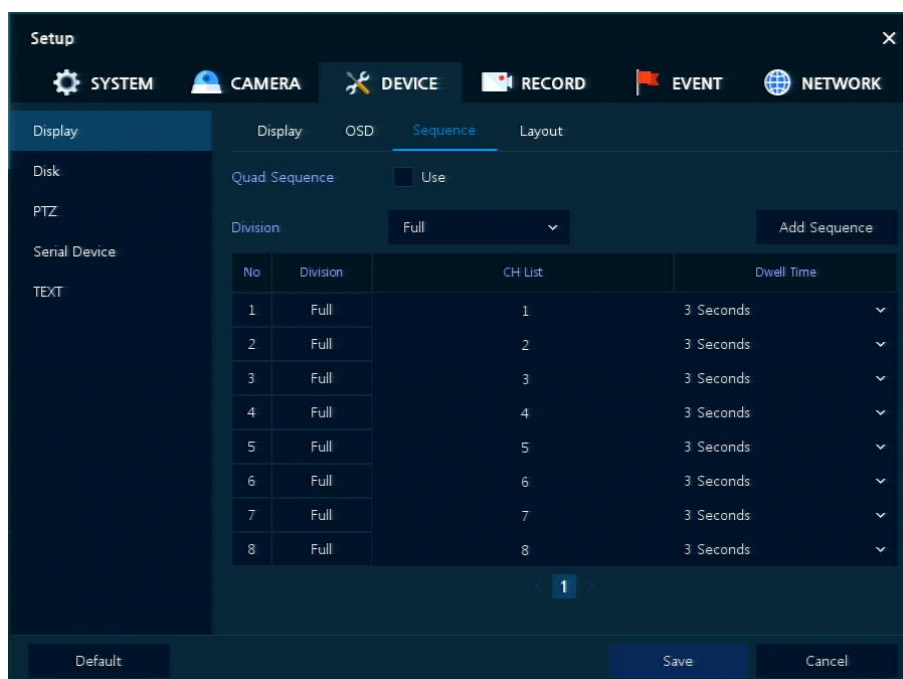 Setup
SYSTEM CAMERA DEVICE RECORD EVENT NETWORK
Display
Disk
PTZ
Serial Device
TEXT
Display OSD Sequence Layout
Quad Sequence Use
Division Full Add Sequence
No Division CH List Dwell Time
1 Full 1 3 Seconds
2 Full 2 3 Seconds
3 Full 3 3 Seconds
4 Full 4 3 Seconds
5 Full 5 3 Seconds
6 Full 6 3 Seconds
7 Full 7 3 Seconds
8 Full 8 3 Seconds
1
Default Save Cancel